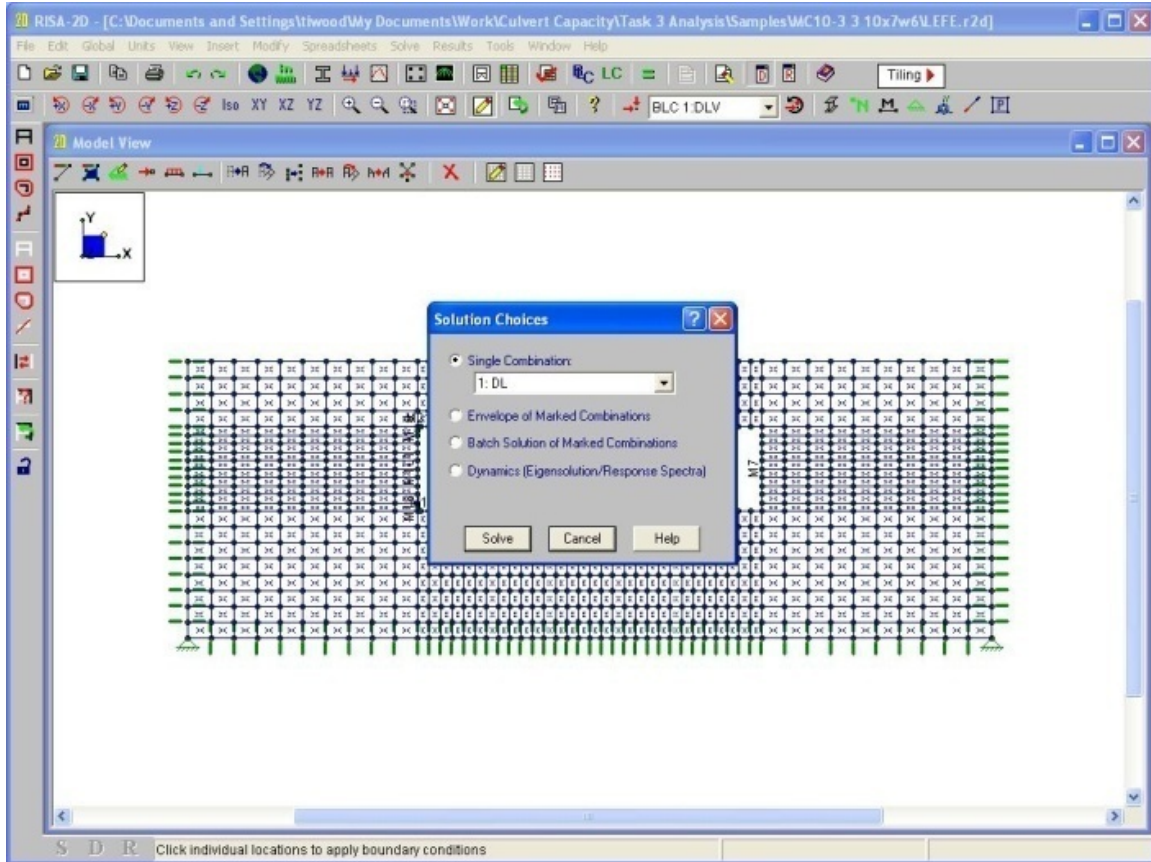 RISA-2D - [C:\Documents and Settings\tiwood\My Documents\Work\Culvert Capacity\Task 3 Analysis\Samples\MC10-3 3 10x7w6\LEFE.r2d]
File Edit Global Units View Insert Modify Spreadsheets Solve Results Tools Window Help
LC = D R Tiling
Iso XY XZ YZ ? BLC 1:DLV N M P
Model View
Y
X
Solution Choices
Single Combination:
1: DL
Envelope of Marked Combinations
Batch Solution of Marked Combinations
Dynamics (Eigensolution/Response Spectra)
M7
Solve Cancel Help
S D R Click individual locations to apply boundary conditions